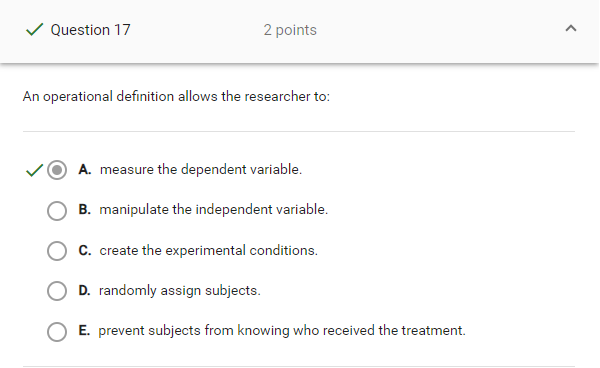 Question 17 2 points
An operational definition allows the researcher to:
A. measure the dependent variable.
B. manipulate the independent variable.
C. create the experimental conditions.
D. randomly assign subjects.
E. prevent subjects from knowing who received the treatment.